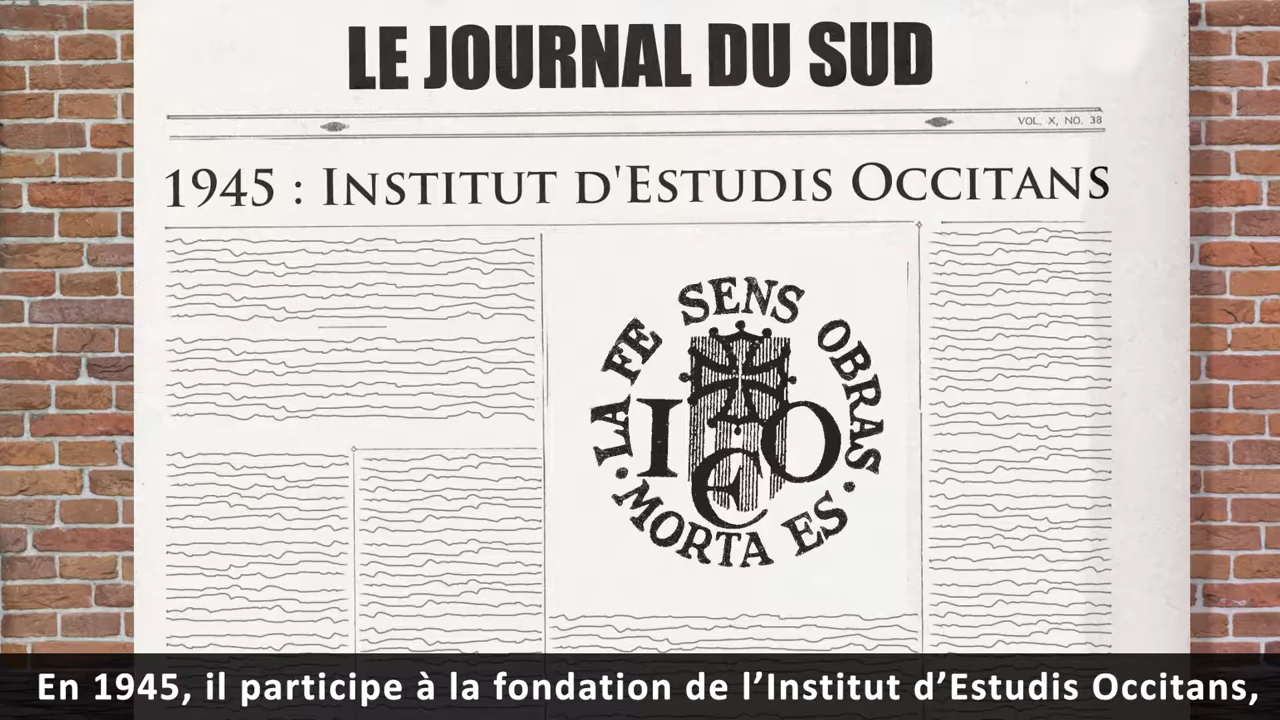 LE JOURNAL DU SUD
VOL. X, NO. 38
1945 : INSTITUT D'ESTUDIS OCCITANS
·LA FE SENS OBRAS·
MORTA ES
IEO
En 1945, il participe à la fondation de l’Institut d’Estudis Occitans,